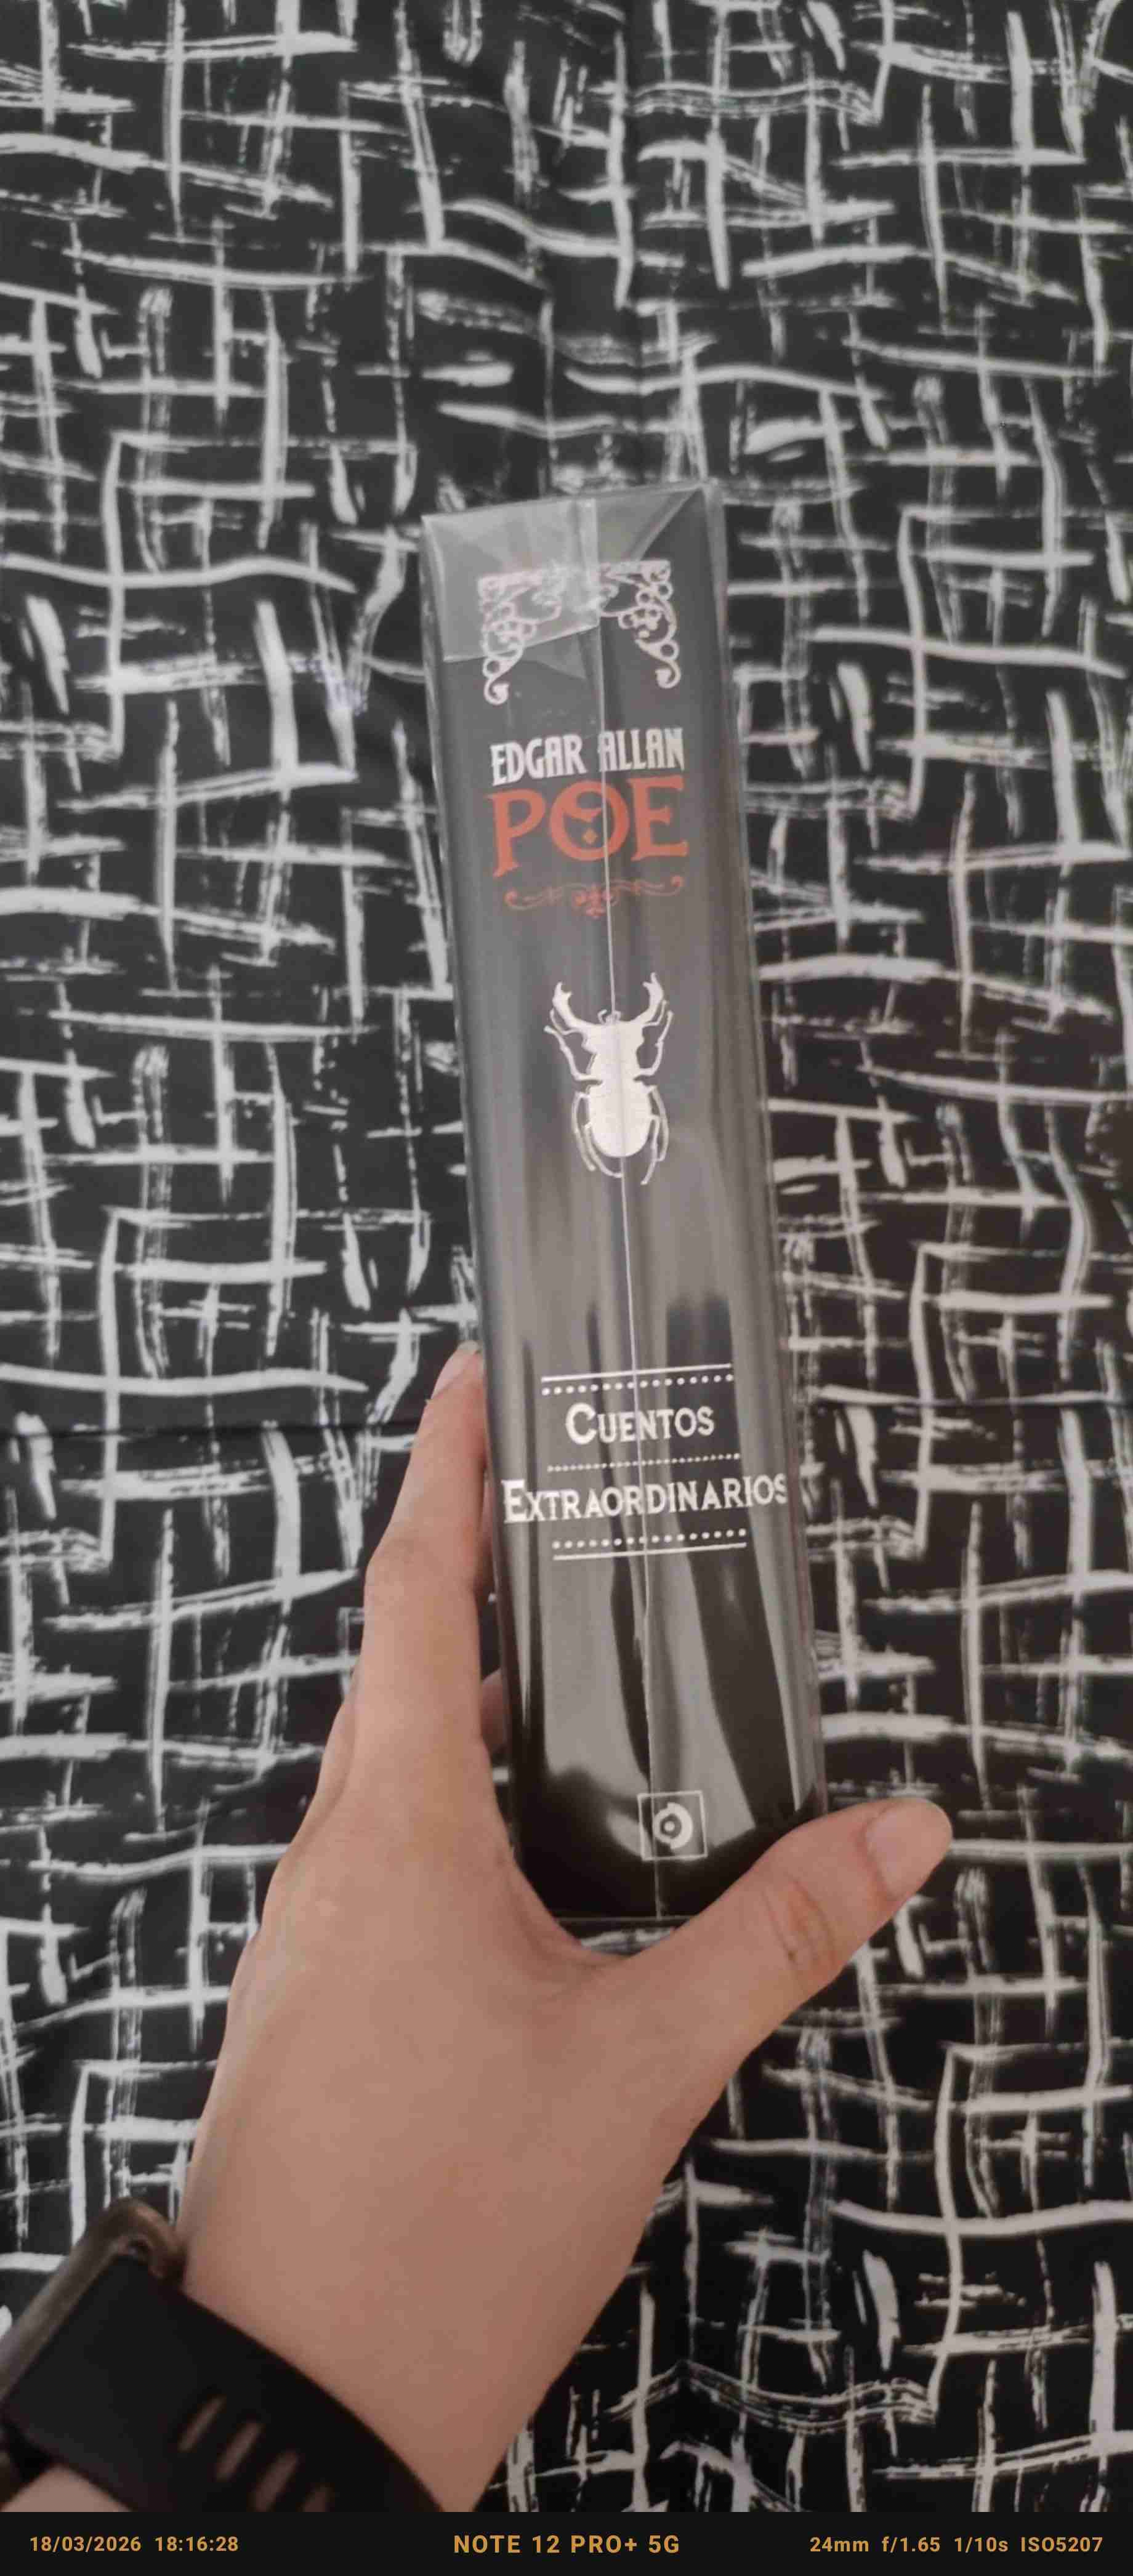 EDGAR ALLAN
POE
CUENTOS
EXTRAORDINARIOS
18/03/2026 18:16:28 NOTE 12 PRO+ 5G 24mm f/1.65 1/10s ISO5207